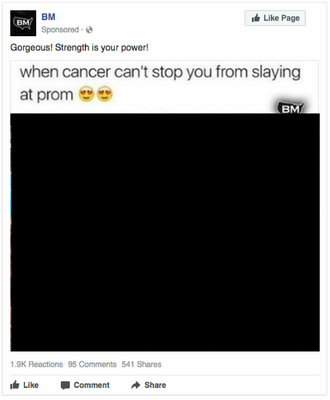 BM
BM
Like Page
Sponsored ·
Gorgeous! Strength is your power!
when cancer can't stop you from slaying
at prom 😍😍
BM
1.9K Reactions 95 Comments 541 Shares
Like Comment Share